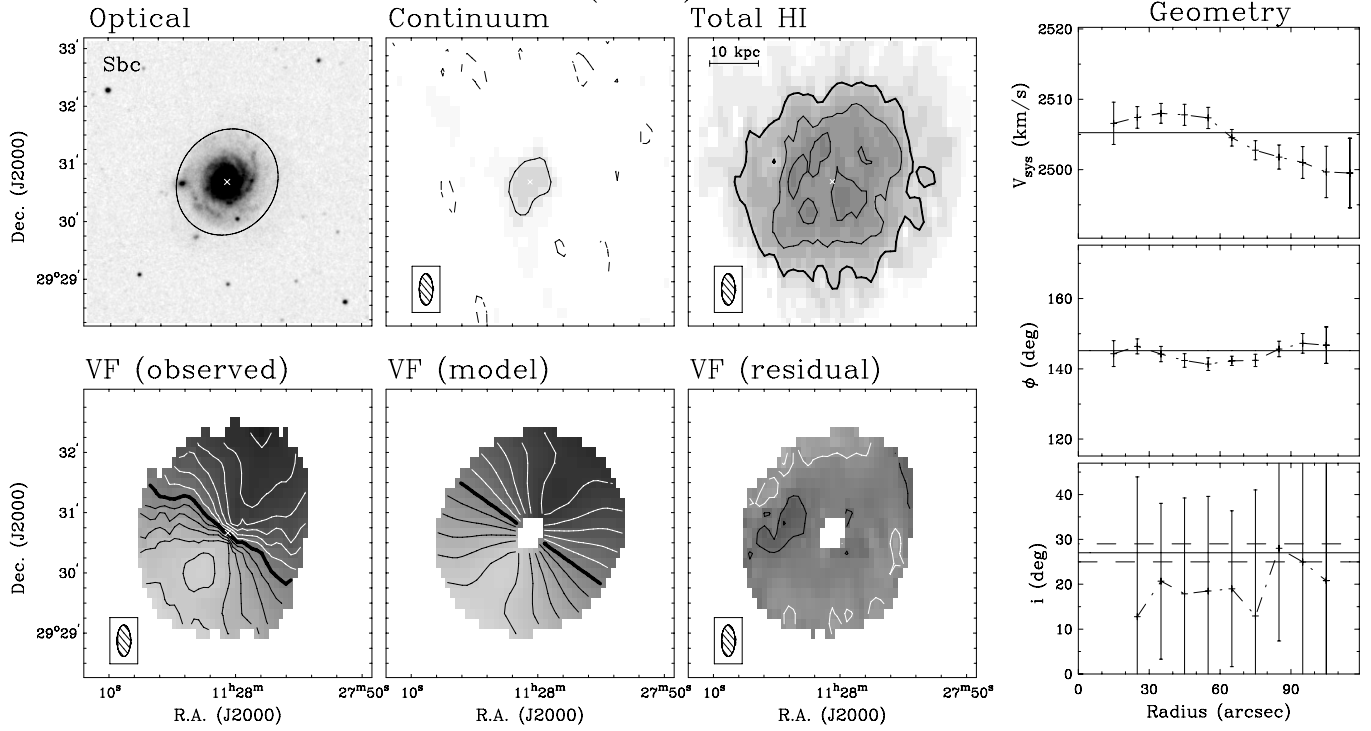 Optical
Continuum
Total HI
Geometry
Sbc
10 kpc
33'
32'
31'
30'
29°29'
Dec. (J2000)
2520
2510
2500
V_sys (km/s)
160
140
120
ϕ (deg)
VF (observed)
VF (model)
VF (residual)
32'
31'
30'
29°29'
Dec. (J2000)
40
30
20
10
0
i (deg)
10ˢ 11ʰ28ᵐ 27ᵐ50ˢ
10ˢ 11ʰ28ᵐ 27ᵐ50ˢ
10ˢ 11ʰ28ᵐ 27ᵐ50ˢ
R.A. (J2000)
R.A. (J2000)
R.A. (J2000)
0 30 60 90
Radius (arcsec)